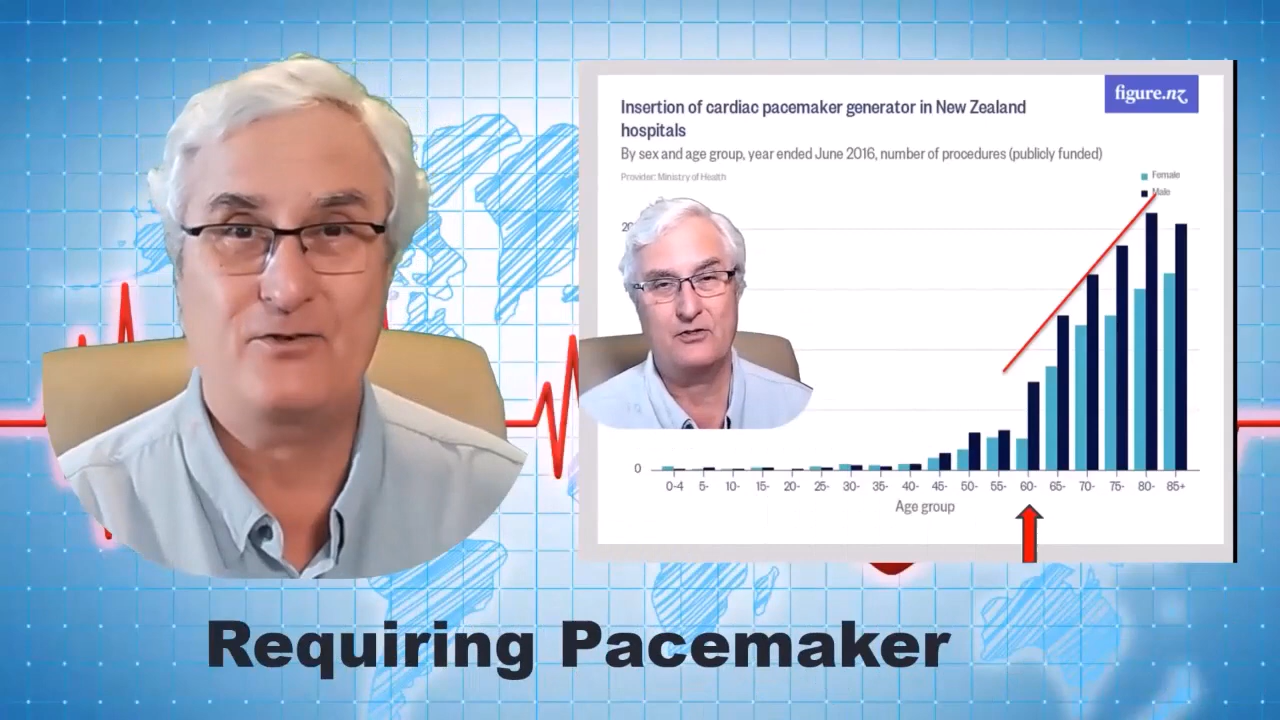 figure.nz
Insertion of cardiac pacemaker generator in New Zealand
hospitals
By sex and age group, year ended June 2016, number of procedures (publicly funded)
Provider: Ministry of Health
Female
Male
0
0-4 5- 10- 15- 20- 25- 30- 35- 40- 45- 50- 55- 60- 65- 70- 75- 80- 85+
Age group
Requiring Pacemaker